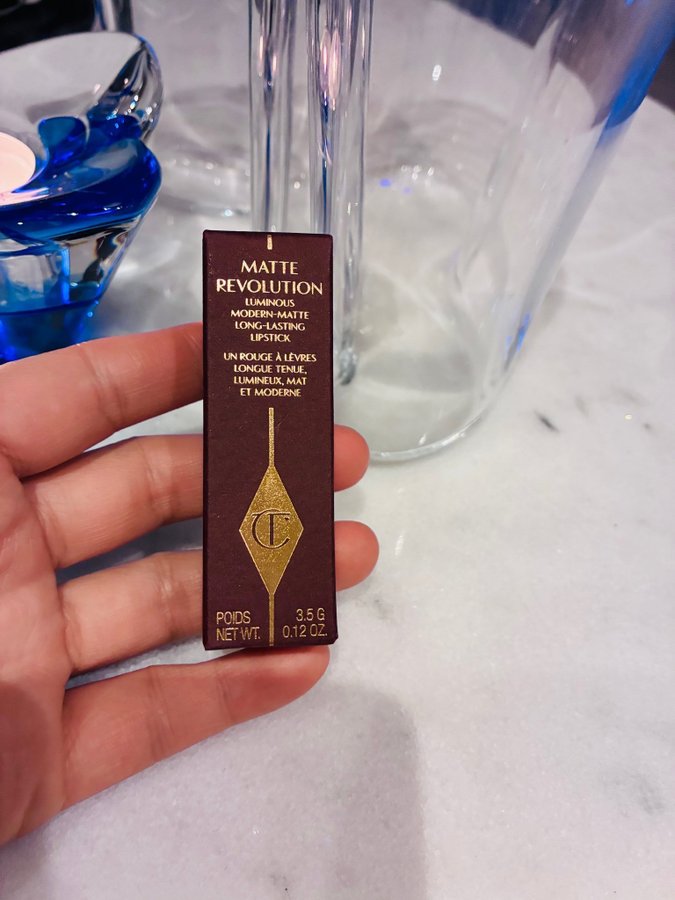 MATTE
REVOLUTION
LUMINOUS
MODERN-MATTE
LONG-LASTING
LIPSTICK
UN ROUGE À LÈVRES
LONGUE TENUE,
LUMINEUX, MAT
ET MODERNE
CT
POIDS 3.5 G
NET WT. 0.12 OZ.